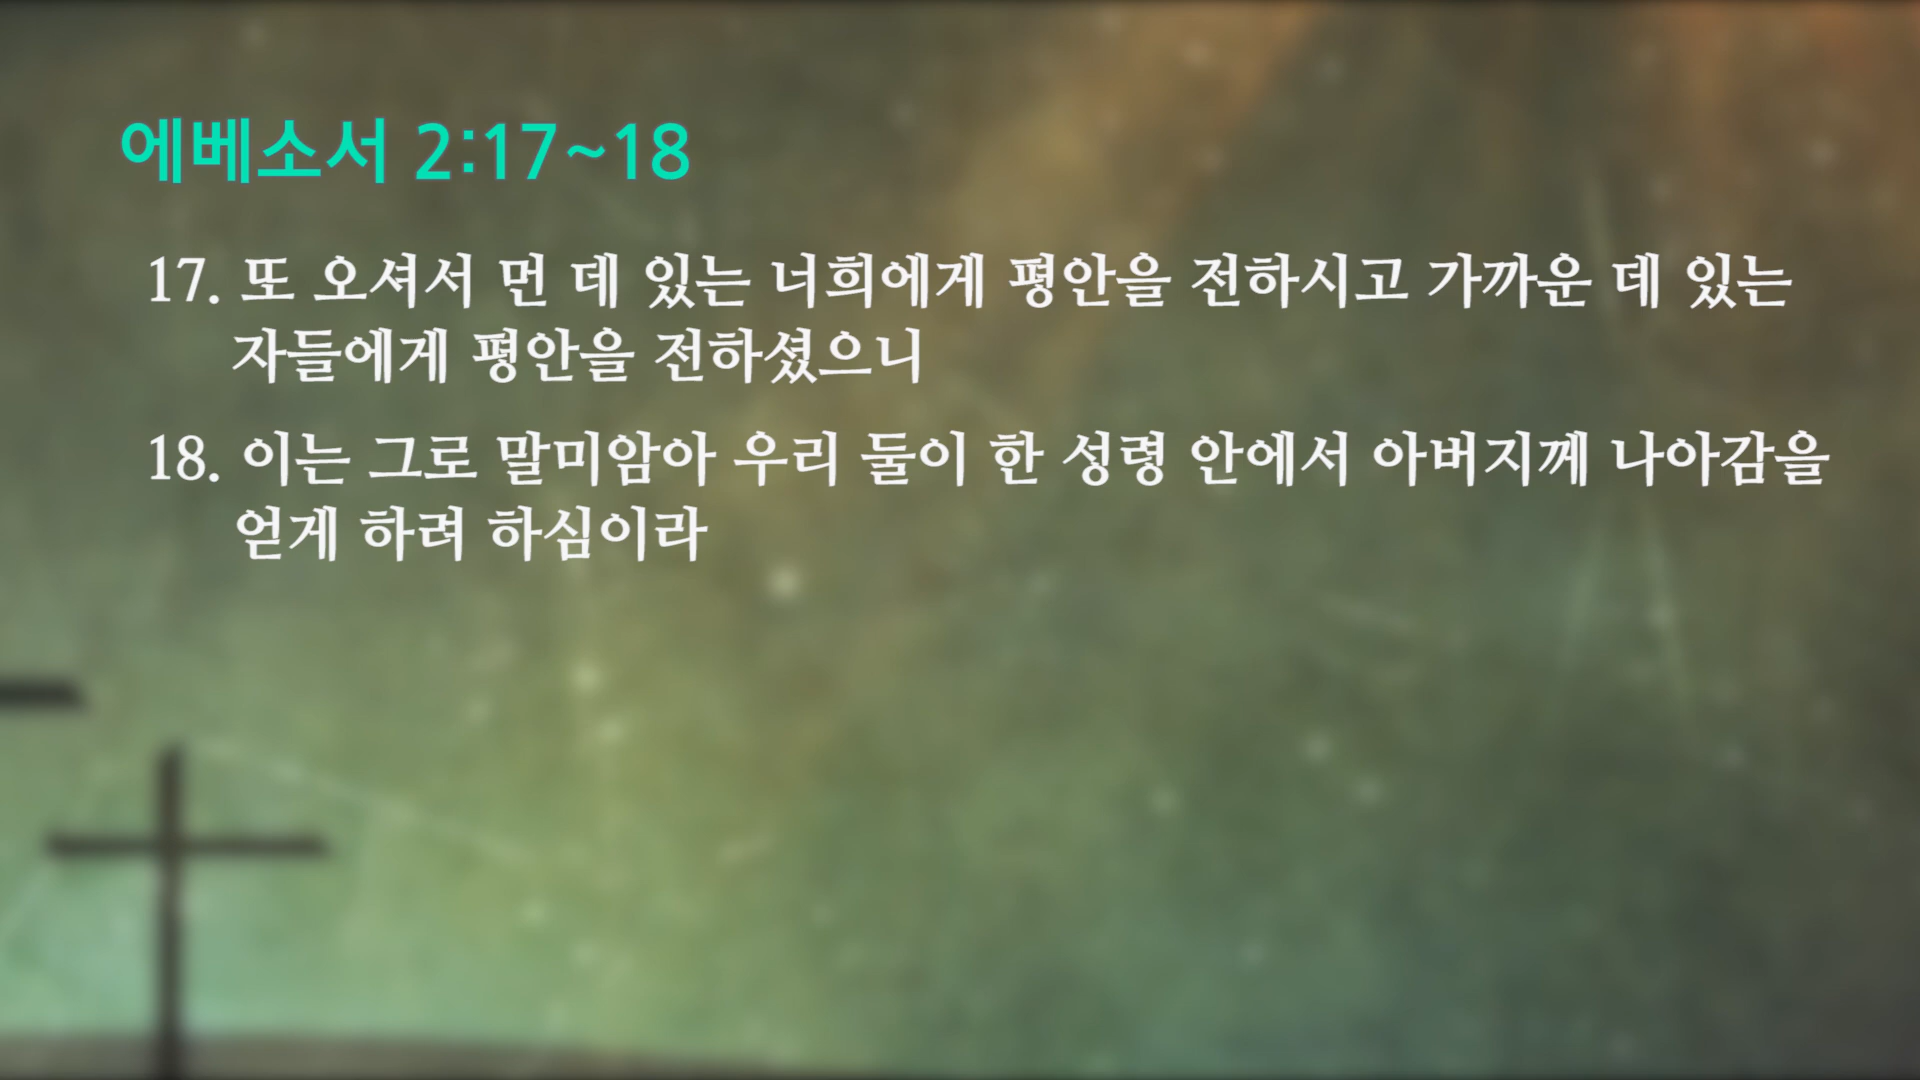 에베소서 2:17~18
17. 또 오셔서 먼 데 있는 너희에게 평안을 전하시고 가까운 데 있는
자들에게 평안을 전하셨으니
18. 이는 그로 말미암아 우리 둘이 한 성령 안에서 아버지께 나아감을
얻게 하려 하심이라